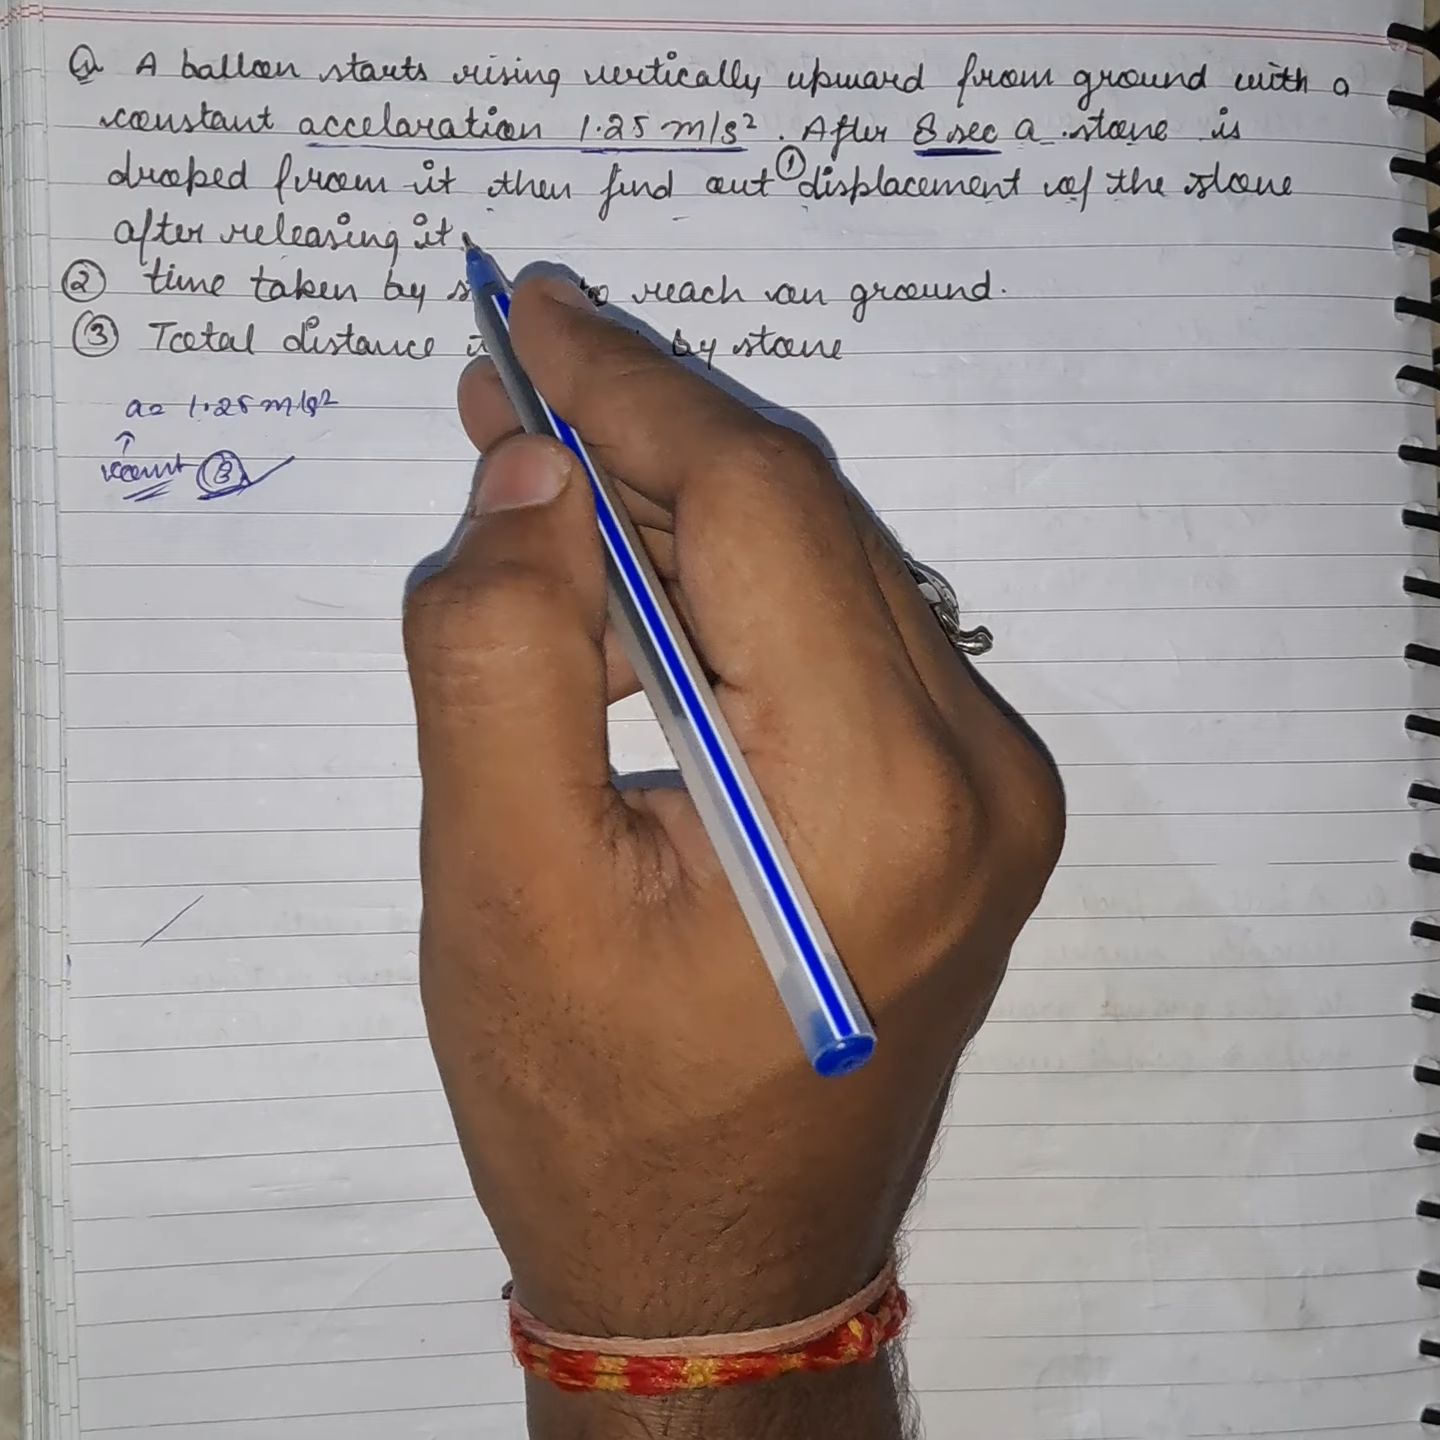 Q A balloon starts rising vertically upward from ground with a
constant accelaration 1.25 m/s². After 8 sec a stone is
dropped from it then find out ① displacement of the stone
after releasing it.
② time taken by to reach on ground.
③ Total distance by stone
a = 1.25 m/s²